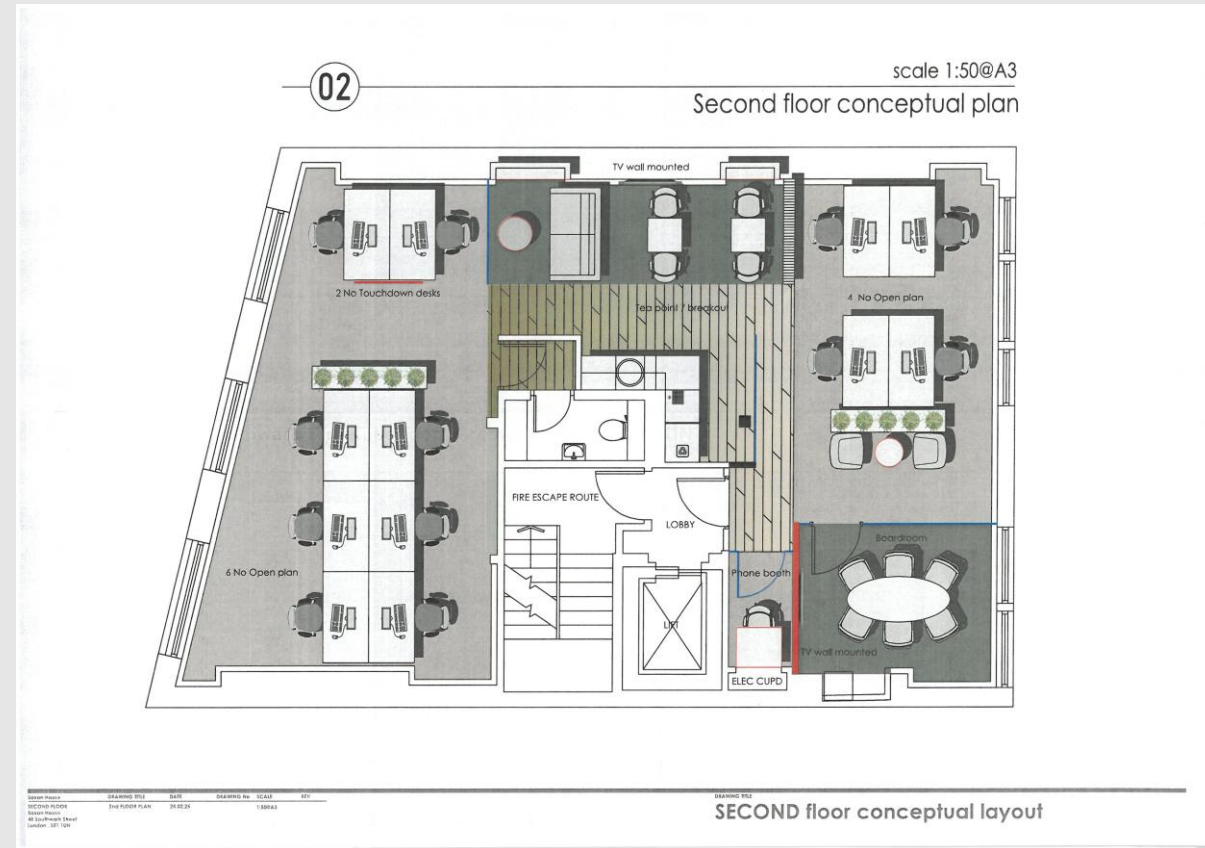 02
scale 1:50@A3
Second floor conceptual plan
TV wall mounted
2 No Touchdown desks
4 No Open plan
Tea point / breakout
FIRE ESCAPE ROUTE
LOBBY
Boardroom
6 No Open plan
Phone booth
LIFT
TV wall mounted
ELEC CUPD
DRAWING TITLE
DATE
DRAWING No
SCALE
REV
SECOND FLOOR
2nd FLOOR PLAN
1:50@A3
DRAWING TITLE
SECOND floor conceptual layout